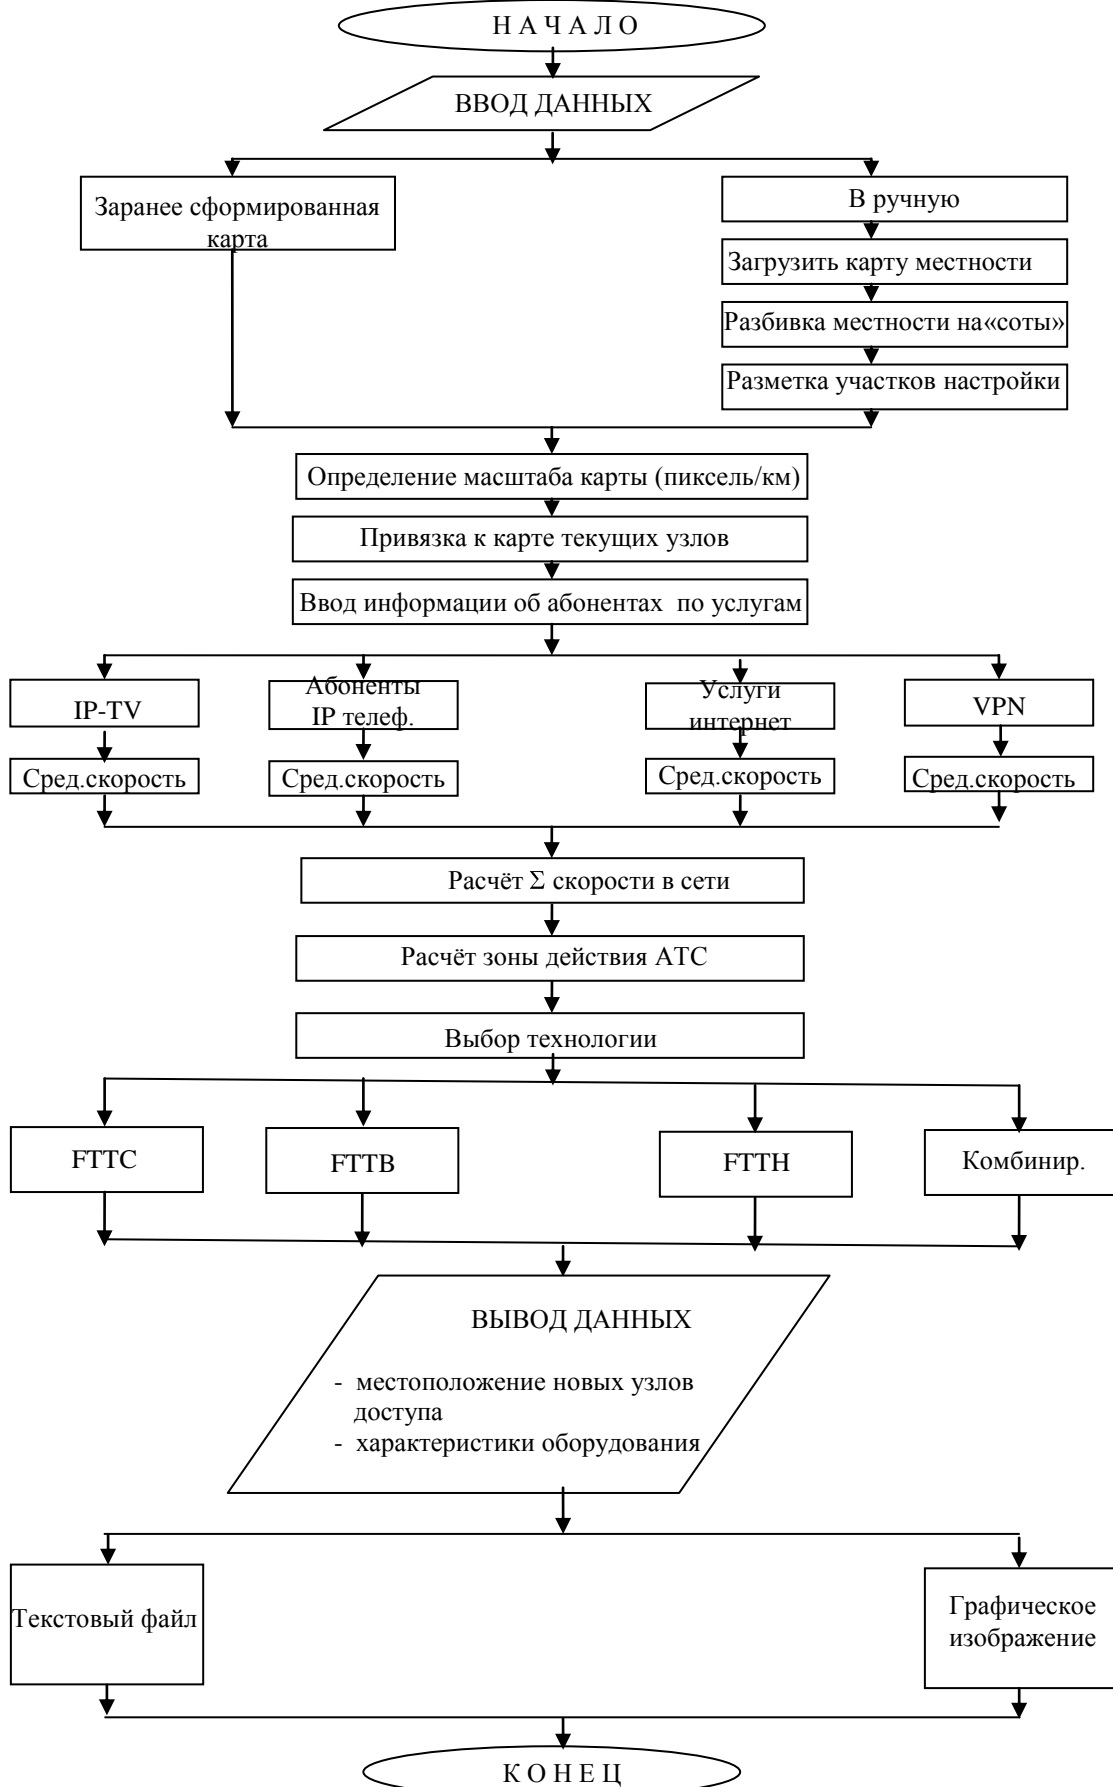 Н А Ч А Л О
ВВОД ДАННЫХ
Заранее сформированная
карта
В ручную
Загрузить карту местности
Разбивка местности на«соты»
Разметка участков настройки
Определение масштаба карты (пиксель/км)
Привязка к карте текущих узлов
Ввод информации об абонентах по услугам
IP-TV
Абоненты
IP телеф.
Услуги
интернет
VPN
Сред.скорость
Сред.скорость
Сред.скорость
Сред.скорость
Расчёт Σ скорости в сети
Расчёт зоны действия АТС
Выбор технологии
FTTC
FTTB
FTTH
Комбинир.
ВЫВОД ДАННЫХ
- местоположение новых узлов
доступа
- характеристики оборудования
Текстовый файл
Графическое
изображение
К О Н Е Ц